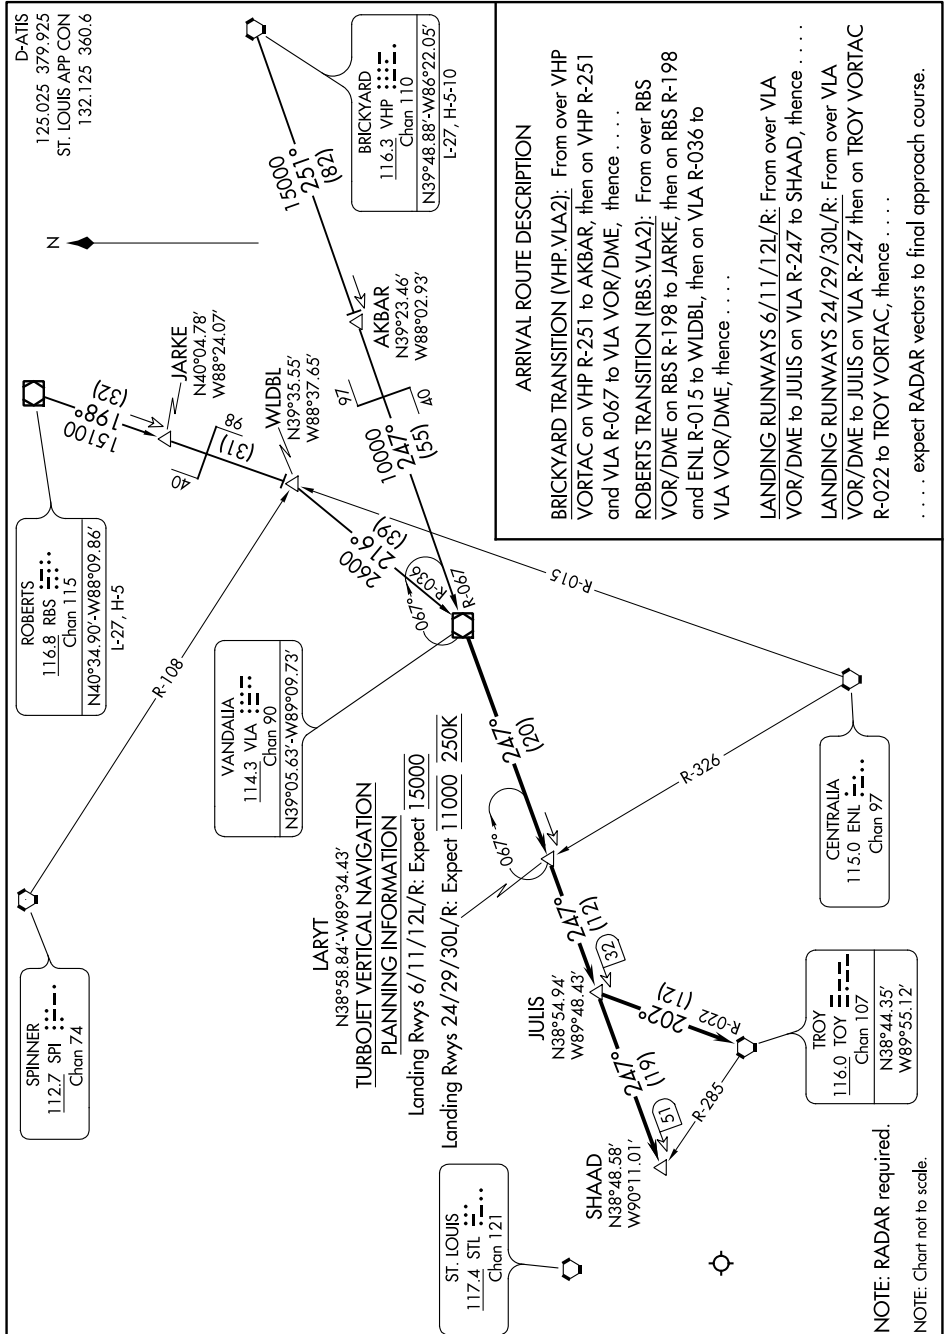 D-ATIS
125.025 379.925
ST. LOUIS APP CON
132.125 360.6
N
ROBERTS
116.8 RBS
Chan 115
N40°34.90’-W88°09.86’
L-27, H-5
BRICKYARD
116.3 VHP
Chan 110
N39°48.88’-W86°22.05’
L-27, H-5-10
15100
198°
(32)
JARKE
N40°04.78’
W88°24.07’
40
98
(31)
WLDBL
N39°35.55’
W88°37.65’
15000
251°
(82)
AKBAR
N39°23.46’
W88°02.93’
97
40
10000
247°
(55)
2600
216°
(39)
R-036
R-067
067°
SPINNER
112.7 SPI
Chan 74
R-108
VANDALIA
114.3 VLA
Chan 90
N39°05.63’-W89°09.73’
R-015
247°
(20)
LARYT
N38°58.84’-W89°34.43’
TURBOJET VERTICAL NAVIGATION
PLANNING INFORMATION
Landing Rwys 6/11/12L/R: Expect 15000
Landing Rwys 24/29/30L/R: Expect 11000 250K
067°
R-326
CENTRALIA
115.0 ENL
Chan 97
247°
(12)
JULIS
N38°54.94’
W89°48.43’
32
202°
(12)
R-022
TROY
116.0 TOY
Chan 107
N38°44.35’
W89°55.12’
247°
(19)
51
R-285
SHAAD
N38°48.58’
W90°11.01’
ST. LOUIS
117.4 STL
Chan 121
NOTE: RADAR required.
NOTE: Chart not to scale.
ARRIVAL ROUTE DESCRIPTION
BRICKYARD TRANSITION (VHP.VLA2): From over VHP
VORTAC on VHP R-251 to AKBAR, then on VHP R-251
and VLA R-067 to VLA VOR/DME, thence . . . .
ROBERTS TRANSITION (RBS.VLA2): From over RBS
VOR/DME on RBS R-198 to JARKE, then on RBS R-198
and ENL R-015 to WLDBL, then on VLA R-036 to
VLA VOR/DME, thence . . . .
LANDING RUNWAYS 6/11/12L/R: From over VLA
VOR/DME to JULIS on VLA R-247 to SHAAD, thence . . . .
LANDING RUNWAYS 24/29/30L/R: From over VLA
VOR/DME to JULIS on VLA R-247 then on TROY VORTAC
R-022 to TROY VORTAC, thence . . . .
. . . . expect RADAR vectors to final approach course.